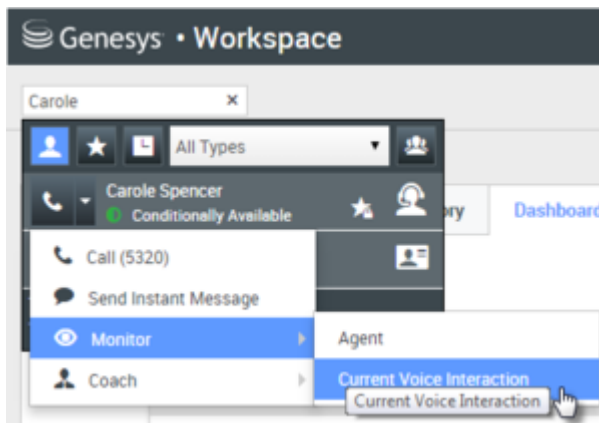 Genesys • Workspace
Carole ×
All Types
Carole Spencer
Conditionally Available
ory Dashboard
Call (5320)
Send Instant Message
Monitor Agent
Coach Current Voice Interaction
Current Voice Interaction